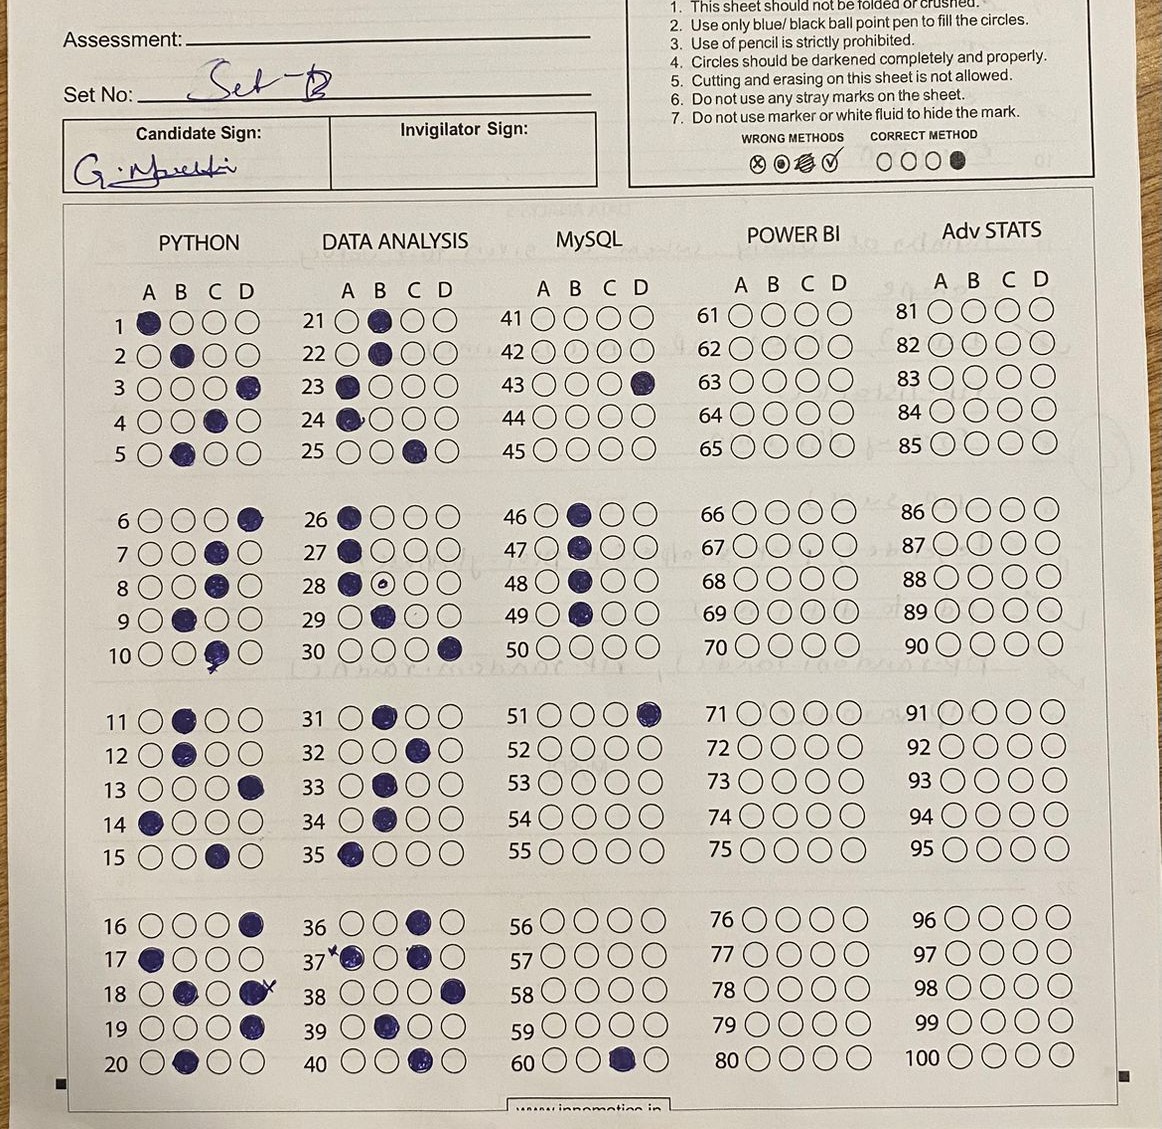 1. This sheet should not be folded or crushed.
Assessment:
2. Use only blue/ black ball point pen to fill the circles.
3. Use of pencil is strictly prohibited.
4. Circles should be darkened completely and properly.
Set No: Set-B
5. Cutting and erasing on this sheet is not allowed.
6. Do not use any stray marks on the sheet.
7. Do not use marker or white fluid to hide the mark.
Candidate Sign: Invigilator Sign:
WRONG METHODS CORRECT METHOD
PYTHON DATA ANALYSIS MySQL POWER BI Adv STATS
A B C D A B C D A B C D A B C D A B C D
1 21 41 61 81
2 22 42 62 82
3 23 43 63 83
4 24 44 64 84
5 25 45 65 85
6 26 46 66 86
7 27 47 67 87
8 28 48 68 88
9 29 49 69 89
10 30 50 70 90
11 31 51 71 91
12 32 52 72 92
13 33 53 73 93
14 34 54 74 94
15 35 55 75 95
16 36 56 76 96
17 37 57 77 97
18 38 58 78 98
19 39 59 79 99
20 40 60 80 100